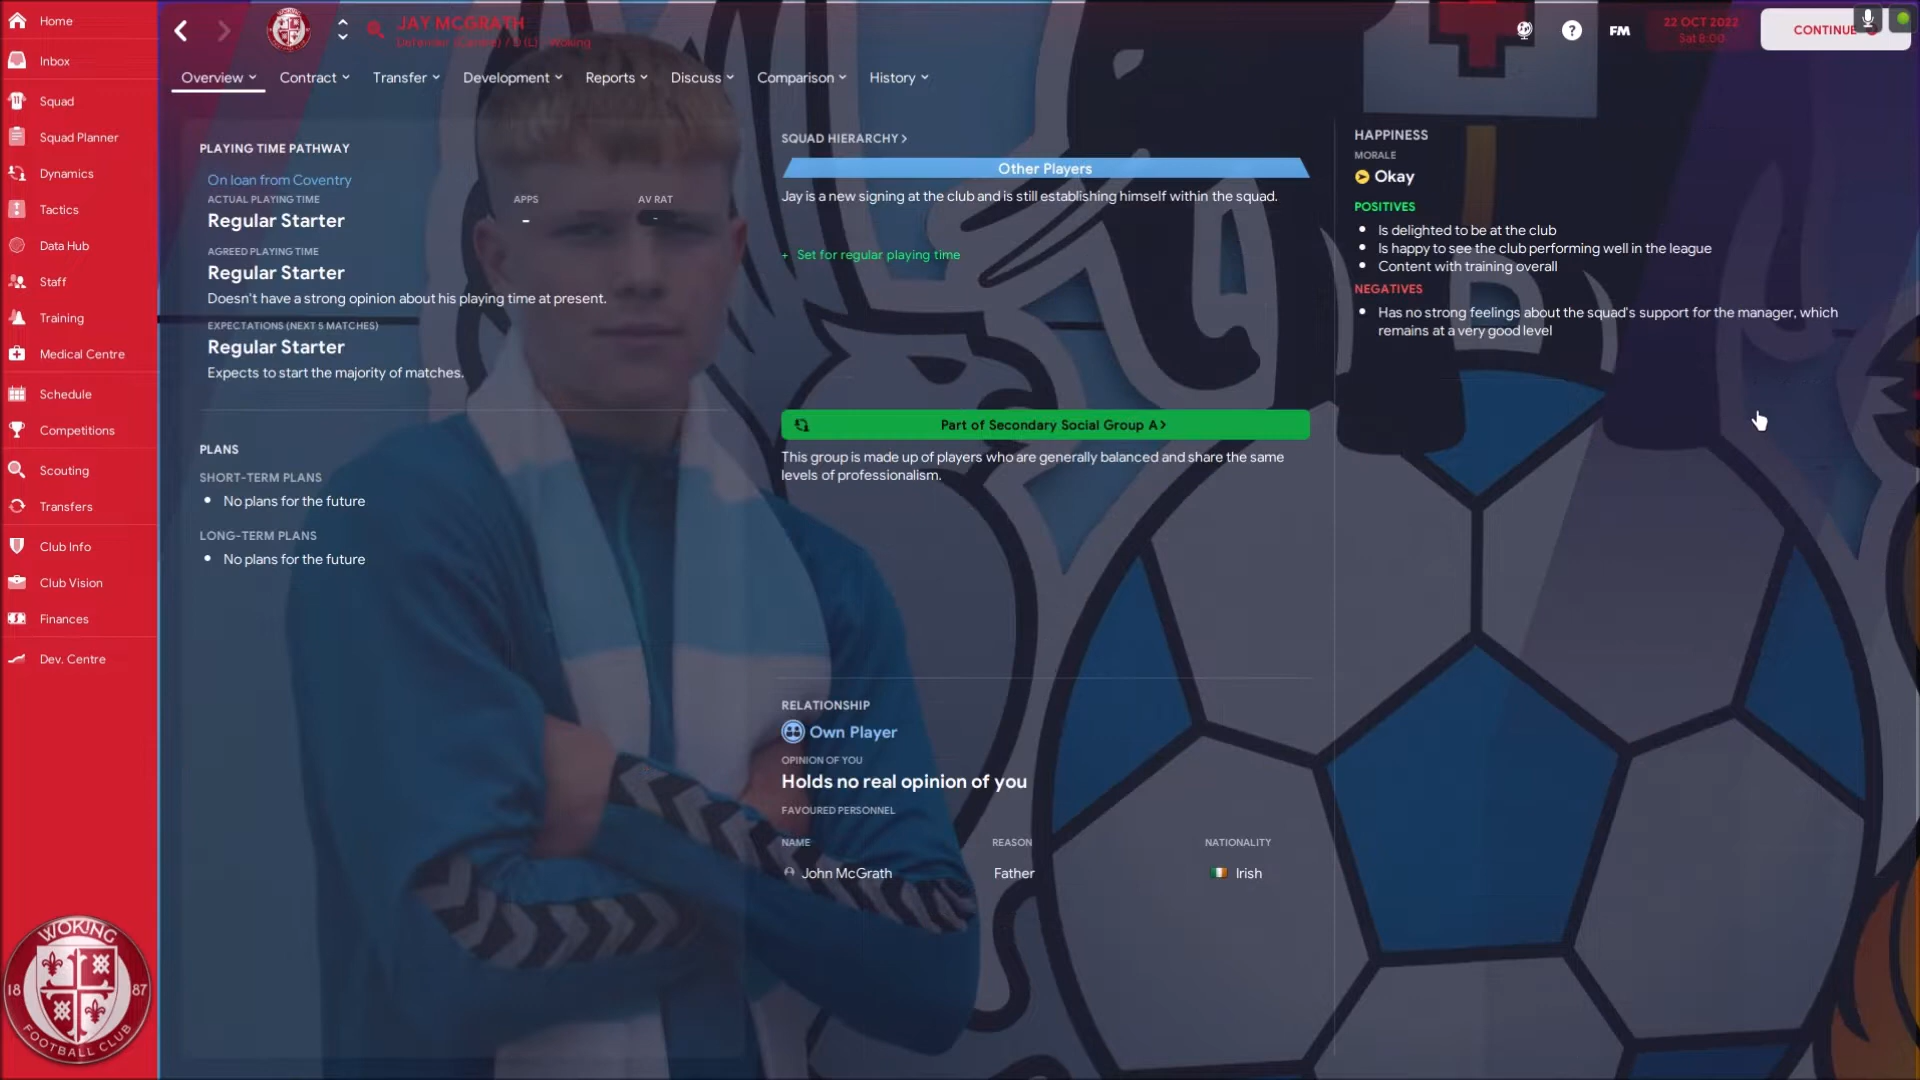 Home
Inbox
Squad
Squad Planner
Dynamics
Tactics
Data Hub
Staff
Training
Medical Centre
Schedule
Competitions
Scouting
Transfers
Club Info
Club Vision
Finances
Dev. Centre
WOKING
18 87
FOOTBALL CLUB
JAY MCGRATH
Defender (Centre) / D (L) - Woking
FM
22 OCT 2022
Sat 8:00
CONTINUE
Overview
Contract
Transfer
Development
Reports
Discuss
Comparison
History
PLAYING TIME PATHWAY
On loan from Coventry
ACTUAL PLAYING TIME APPS AV RAT
Regular Starter - -
AGREED PLAYING TIME
Regular Starter
Doesn't have a strong opinion about his playing time at present.
EXPECTATIONS (NEXT 5 MATCHES)
Regular Starter
Expects to start the majority of matches.
PLANS
SHORT-TERM PLANS
• No plans for the future
LONG-TERM PLANS
• No plans for the future
SQUAD HIERARCHY >
Other Players
Jay is a new signing at the club and is still establishing himself within the squad.
+ Set for regular playing time
Part of Secondary Social Group A >
This group is made up of players who are generally balanced and share the same
levels of professionalism.
RELATIONSHIP
Own Player
OPINION OF YOU
Holds no real opinion of you
FAVOURED PERSONNEL
NAME REASON NATIONALITY
John McGrath Father Irish
HAPPINESS
MORALE
Okay
POSITIVES
• Is delighted to be at the club
• Is happy to see the club performing well in the league
• Content with training overall
NEGATIVES
• Has no strong feelings about the squad's support for the manager, which
remains at a very good level